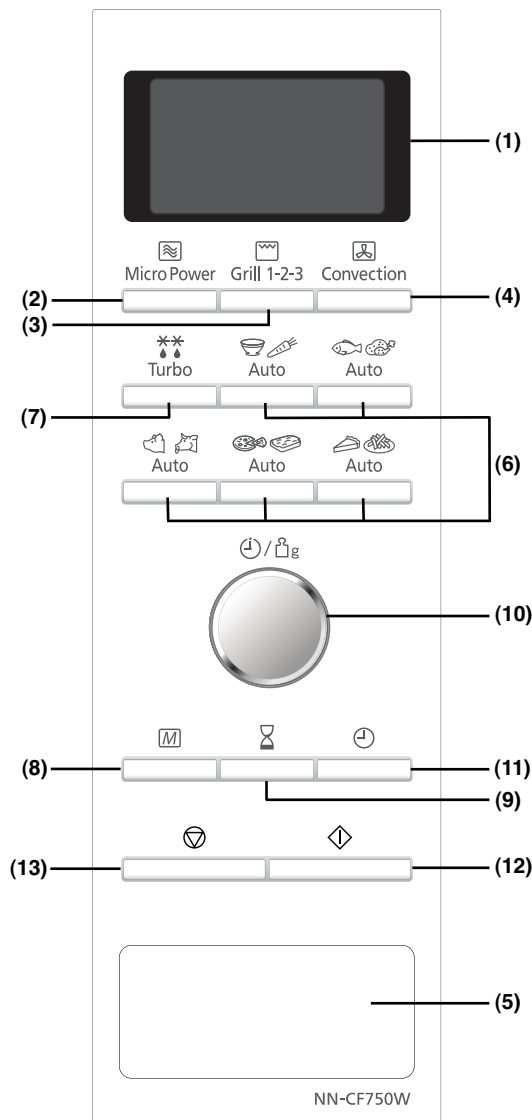 (1)
Micro Power Grill 1-2-3 Convection
(2) (4)
(3)
Turbo Auto Auto
(7)
(6)
Auto Auto Auto
/ g
(10)
M
(8) (11)
(9)
(13) (12)
(5)
NN-CF750W